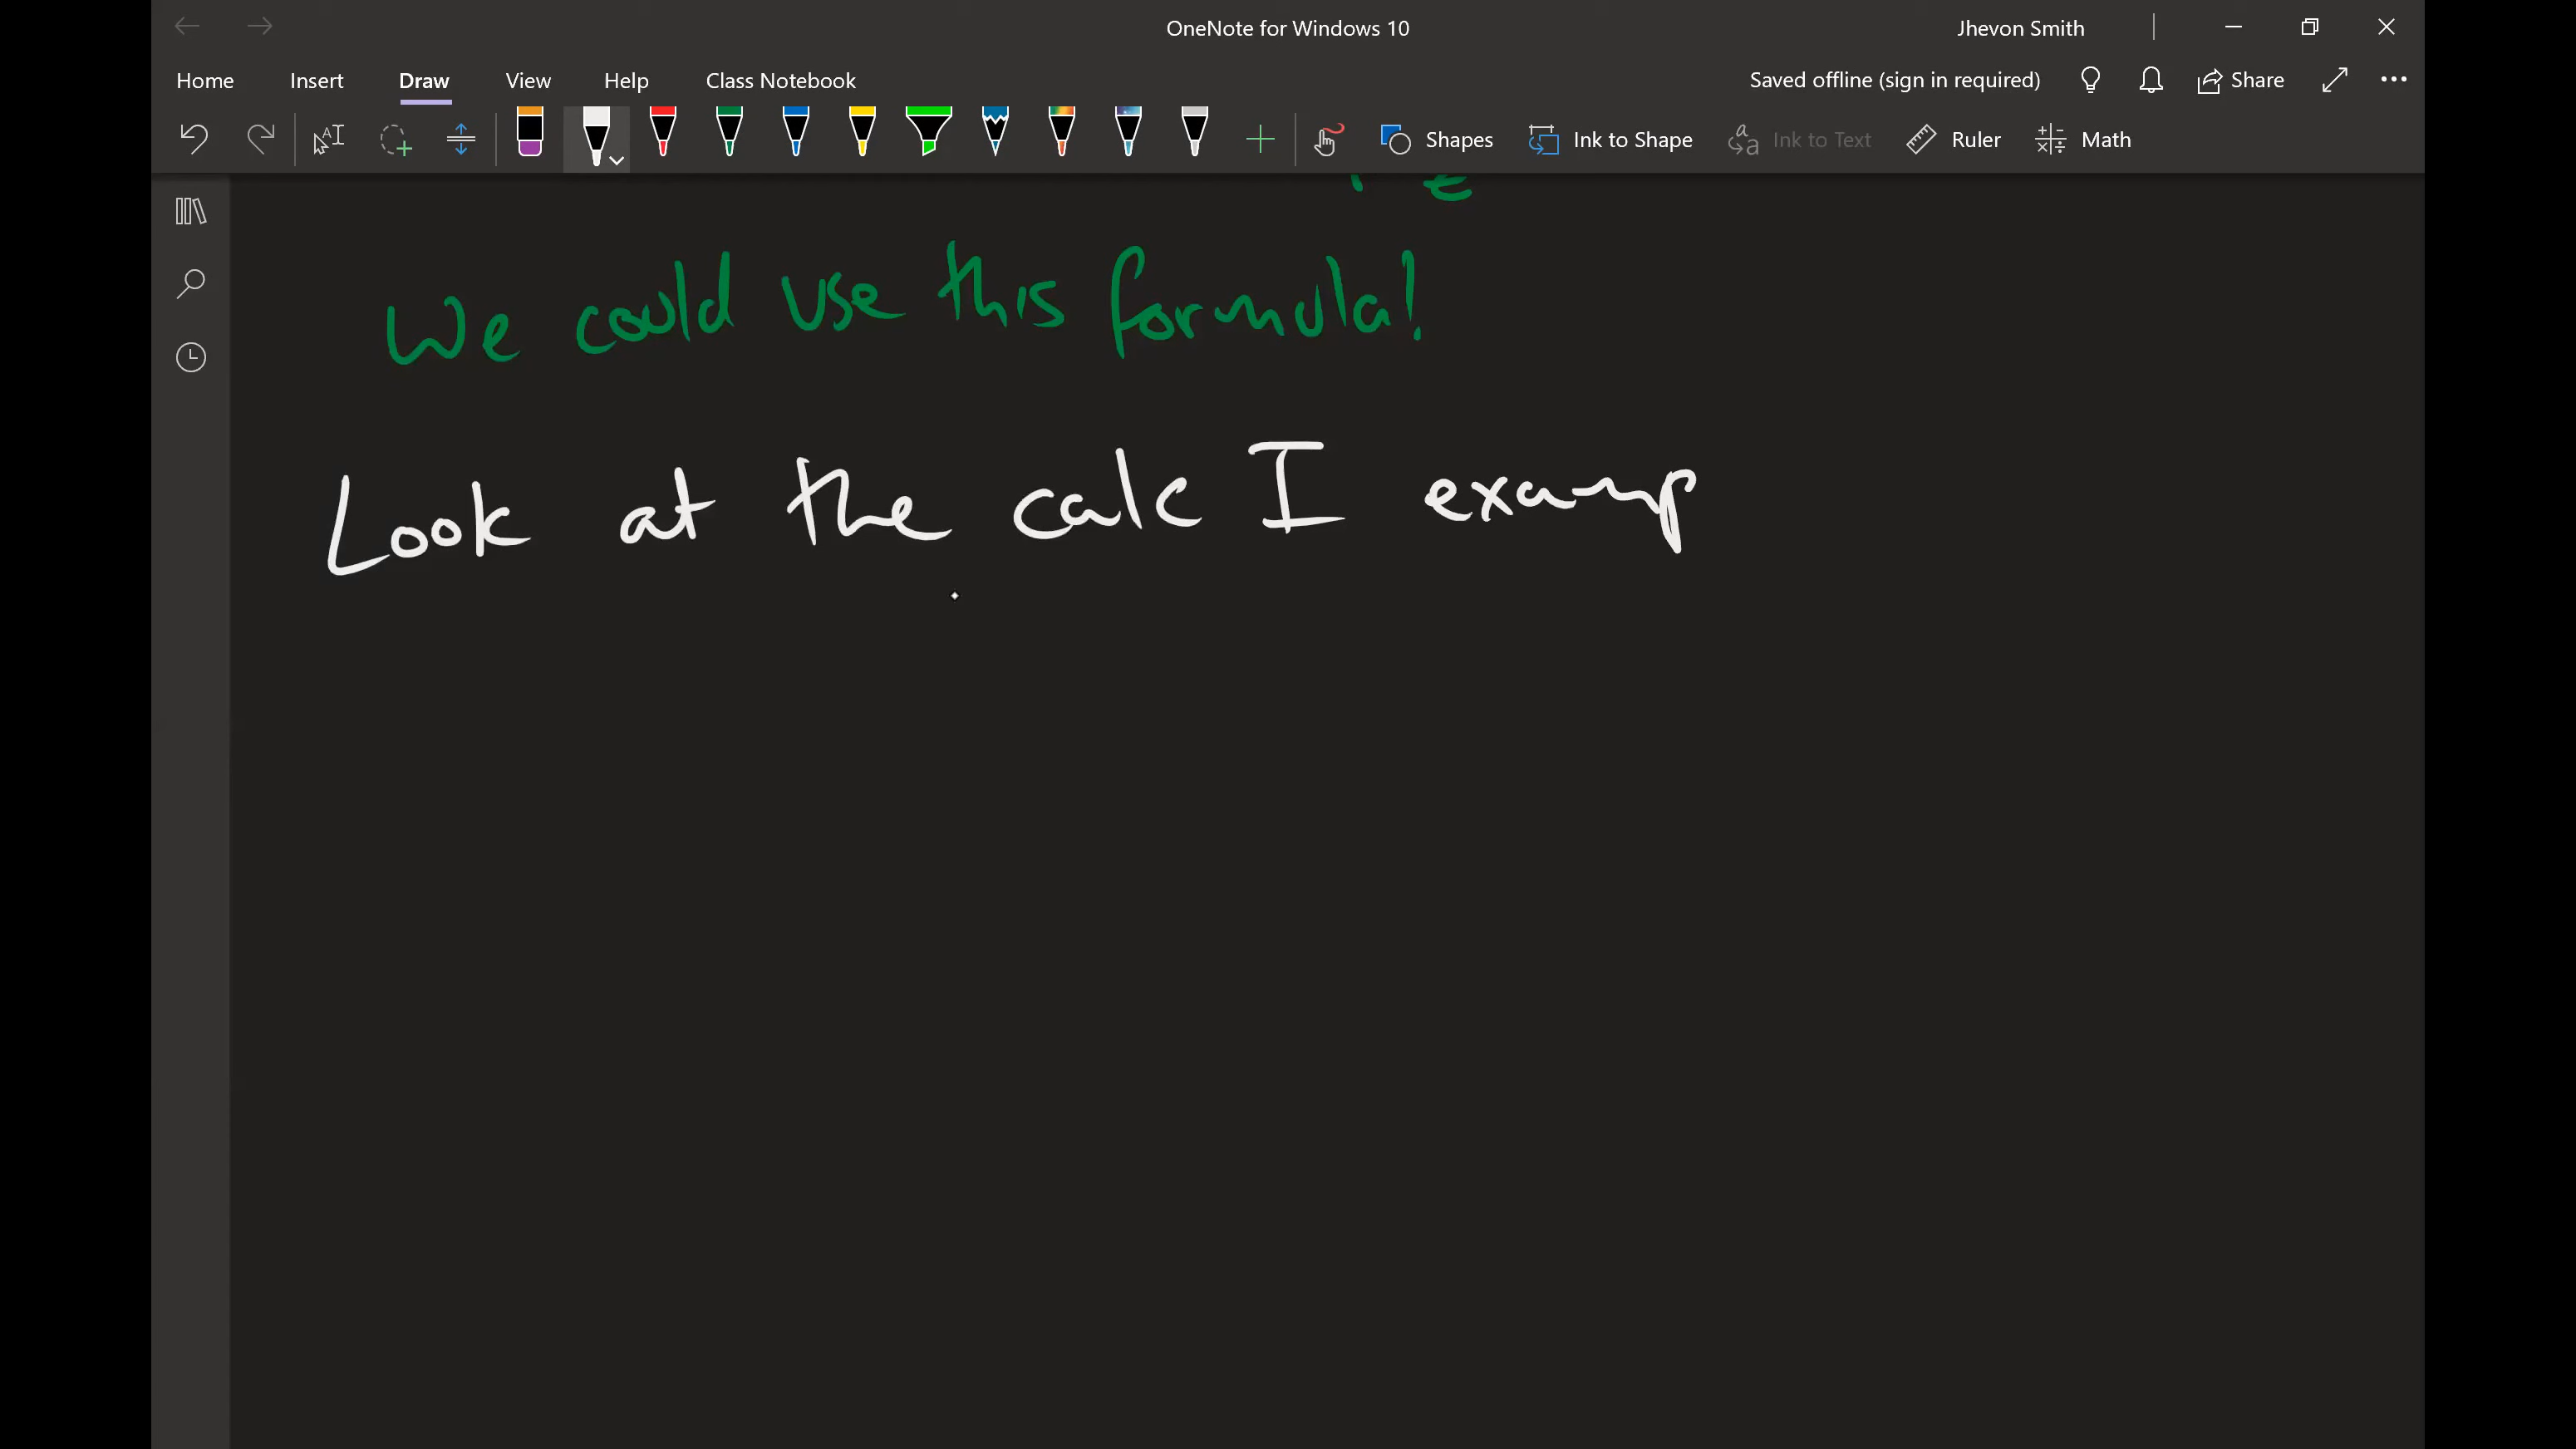 OneNote for Windows 10
Jhevon Smith
Home Insert Draw View Help Class Notebook
Saved offline (sign in required) Share
Shapes Ink to Shape Ink to Text Ruler Math
We could use this formula!
Look at the calc I examp